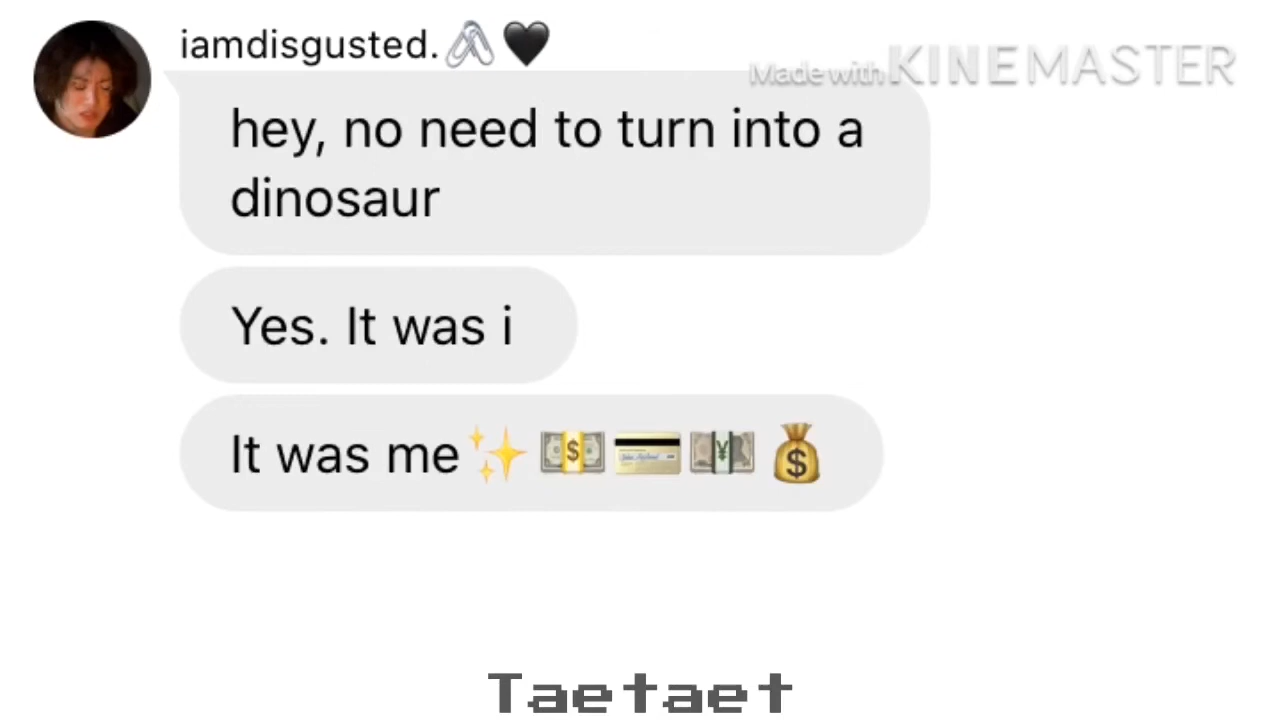 iamdisgusted.🖇🖤
Made with KINEMASTER
hey, no need to turn into a
dinosaur
Yes. It was i
It was me✨💵💳💴💰
Taetaet